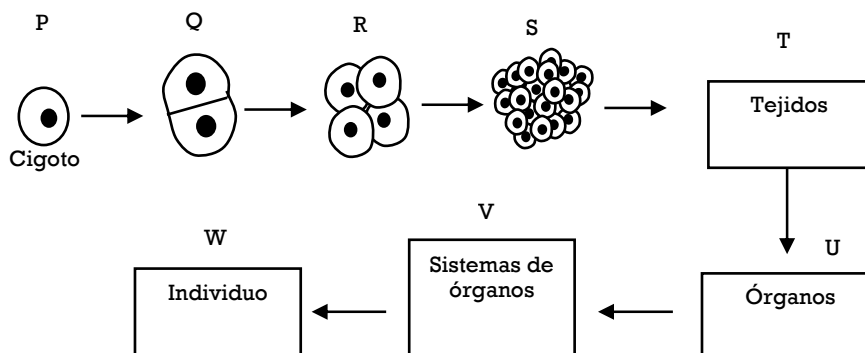 P
Q
R
S
T
Cigoto
Tejidos
U
Órganos
V
Sistemas de
órganos
W
Individuo